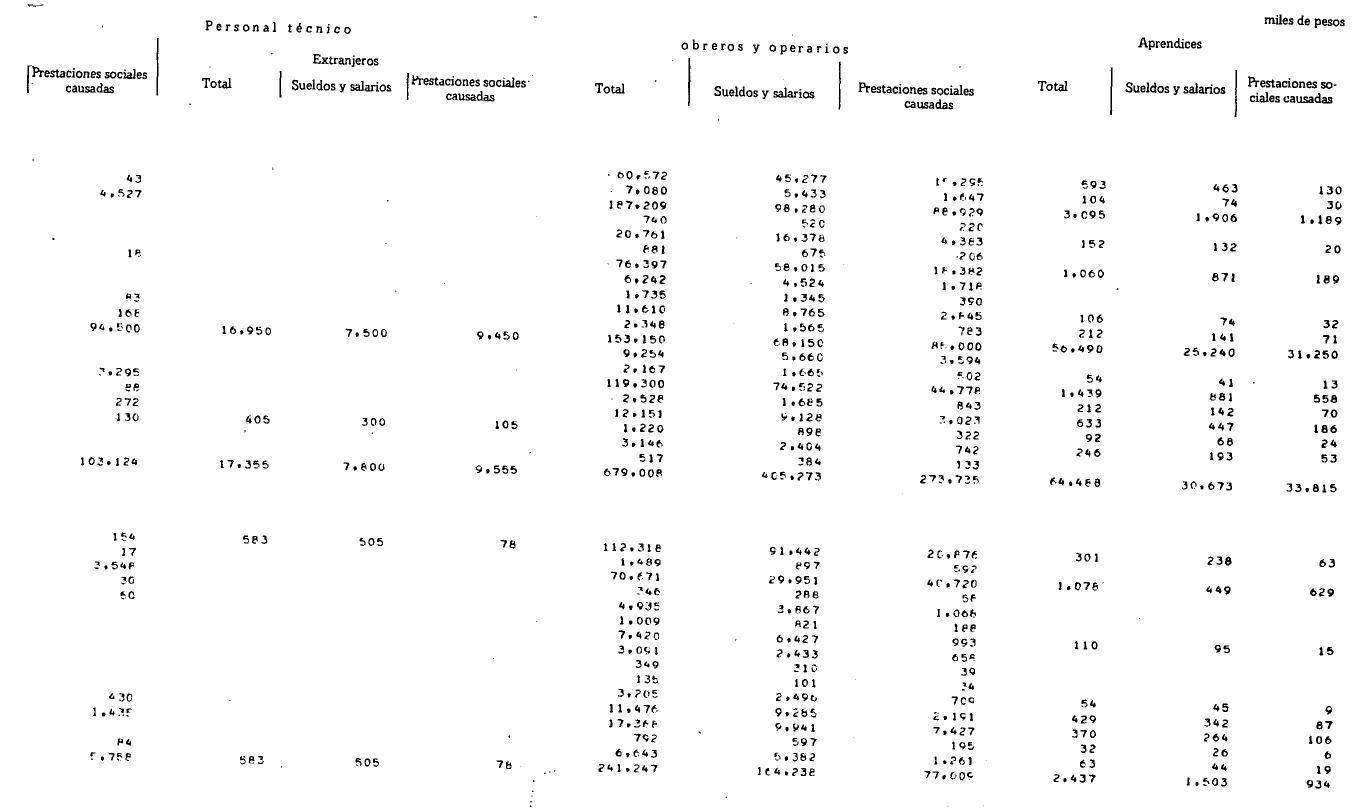 miles de pesos
Personal técnico
obreros y operarios
Aprendices
Extranjeros
Prestaciones sociales causadas Total Sueldos y salarios Prestaciones sociales causadas Total Sueldos y salarios Prestaciones sociales causadas Total Sueldos y salarios Prestaciones sociales causadas
60,572 45,277 15,295 593 463 130
43 7,080 5,433 1,647 104 74 30
4,527 187,209 98,280 88,929 3,095 1,906 1,189
740 520 220
20,761 16,378 4,383 152 132 20
881 675 206
18 76,397 58,015 18,382 1,060 871 189
6,242 4,524 1,718
1,735 1,345 390
83 11,610 8,765 2,845 106 74 32
168 2,348 1,565 783 212 141 71
94,500 16,950 7,500 9,450 153,150 68,150 85,000 56,490 25,240 31,250
9,254 5,660 3,594
2,167 1,665 502 54 41 13
3,295 119,300 74,522 44,778 1,439 881 558
88 2,528 1,685 843 212 142 70
272 12,151 9,128 3,023 633 447 186
130 405 300 105 1,220 898 322 92 68 24
3,146 2,404 742 246 193 53
517 384 133
103,124 17,355 7,800 9,555 679,008 405,273 273,735 64,488 30,673 33,815
154 583 505 78 112,318 91,442 20,876 301 238 63
17 1,489 897 592
3,548 70,671 29,951 40,720 1,078 449 629
30 346 288 58
60 4,935 3,867 1,068
1,009 821 188
7,420 6,427 993 110 95 15
3,091 2,433 658
349 310 39
135 101 34
3,205 2,496 709 54 45 9
430 11,476 9,285 2,191 429 342 87
1,435 17,368 9,941 7,427 370 264 106
792 597 195 32 26 6
84 6,643 5,382 1,261 63 44 19
5,758 583 505 78 241,247 164,238 77,009 2,437 1,503 934